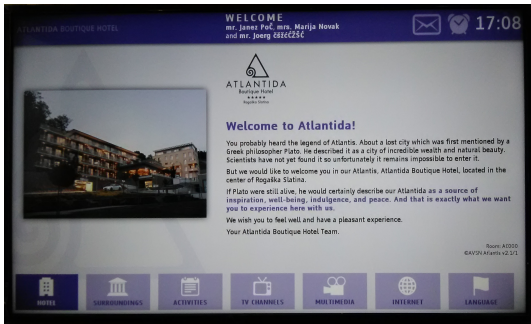 ATLANTIDA BOUTIQUE HOTEL
WELCOME
mr. Janez PoČ, mrs. Marija Novak
and mr. Joerg čšžćČŽŠĆ
17:08
ATLANTIDA
Boutique Hotel
Rogaška Slatina
Welcome to Atlantida!
You probably heard the legend of Atlantis. About a lost city which was first mentioned by a
Greek philosopher Plato. He described it as a city of incredible wealth and natural beauty.
Scientists have not yet found it so unfortunately it remains impossible to enter it.
But we would like to welcome you in our Atlantis, Atlantida Boutique Hotel, located in the
center of Rogaška Slatina.
If Plato were still alive, he would certainly describe our Atlantida as a source of
inspiration, well-being, indulgence, and peace. And that is exactly what we want
you to experience here with us.
We wish you to feel well and have a pleasant experience.
Your Atlantida Boutique Hotel Team.
Room: A0000
©AVIN Atlantis v2.1/1
HOTEL
SURROUNDINGS
ACTIVITIES
TV CHANNELS
MULTIMEDIA
INTERNET
LANGUAGE